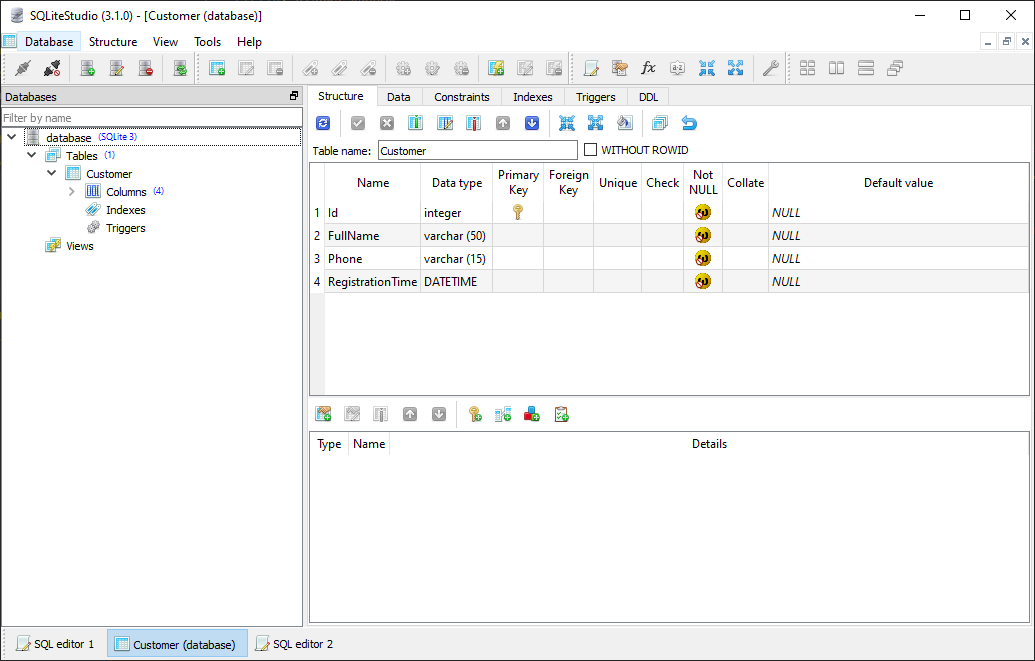 SQLiteStudio (3.1.0) - [Customer (database)]
Database Structure View Tools Help
Databases
Filter by name
database (SQLite 3)
Tables (1)
Customer
Columns (4)
Indexes
Triggers
Views
Structure Data Constraints Indexes Triggers DDL
Table name: Customer WITHOUT ROWID
Name Data type Primary Key Foreign Key Unique Check Not NULL Collate Default value
1 Id integer NULL
2 FullName varchar (50) NULL
3 Phone varchar (15) NULL
4 RegistrationTime DATETIME NULL
Type Name Details
SQL editor 1 Customer (database) SQL editor 2